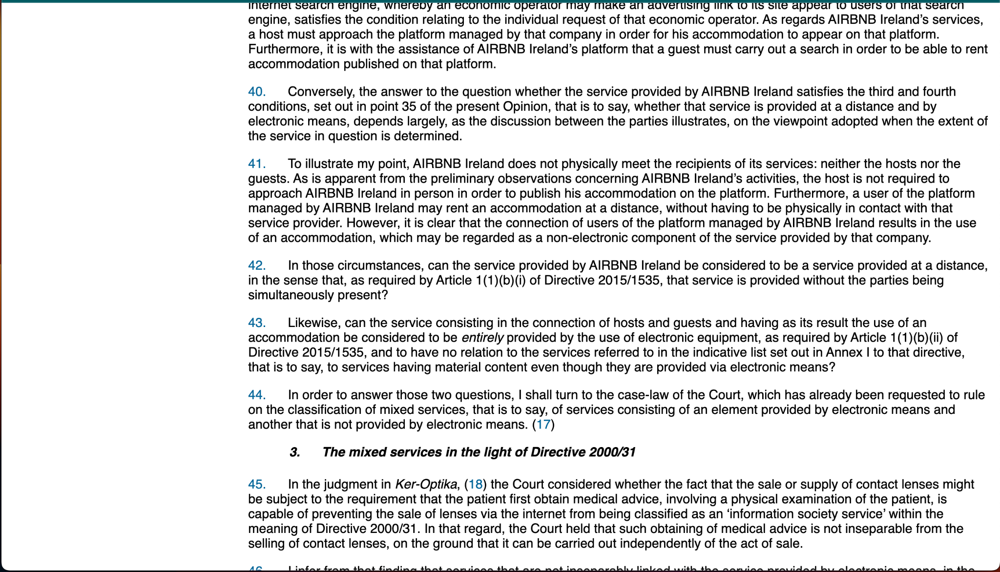 internet search engine, whereby an economic operator may make an advertising link to its site appear to users of that search
engine, satisfies the condition relating to the individual request of that economic operator. As regards AIRBNB Ireland’s services,
a host must approach the platform managed by that company in order for his accommodation to appear on that platform.
Furthermore, it is with the assistance of AIRBNB Ireland’s platform that a guest must carry out a search in order to be able to rent
accommodation published on that platform.
40. Conversely, the answer to the question whether the service provided by AIRBNB Ireland satisfies the third and fourth
conditions, set out in point 35 of the present Opinion, that is to say, whether that service is provided at a distance and by
electronic means, depends largely, as the discussion between the parties illustrates, on the viewpoint adopted when the extent of
the service in question is determined.
41. To illustrate my point, AIRBNB Ireland does not physically meet the recipients of its services: neither the hosts nor the
guests. As is apparent from the preliminary observations concerning AIRBNB Ireland’s activities, the host is not required to
approach AIRBNB Ireland in person in order to publish his accommodation on the platform. Furthermore, a user of the platform
managed by AIRBNB Ireland may rent an accommodation at a distance, without having to be physically in contact with that
service provider. However, it is clear that the connection of users of the platform managed by AIRBNB Ireland results in the use
of an accommodation, which may be regarded as a non-electronic component of the service provided by that company.
42. In those circumstances, can the service provided by AIRBNB Ireland be considered to be a service provided at a distance,
in the sense that, as required by Article 1(1)(b)(i) of Directive 2015/1535, that service is provided without the parties being
simultaneously present?
43. Likewise, can the service consisting in the connection of hosts and guests and having as its result the use of an
accommodation be considered to be entirely provided by the use of electronic equipment, as required by Article 1(1)(b)(ii) of
Directive 2015/1535, and to have no relation to the services referred to in the indicative list set out in Annex I to that directive,
that is to say, to services having material content even though they are provided via electronic means?
44. In order to answer those two questions, I shall turn to the case-law of the Court, which has already been requested to rule
on the classification of mixed services, that is to say, of services consisting of an element provided by electronic means and
another that is not provided by electronic means. (17)
3. The mixed services in the light of Directive 2000/31
45. In the judgment in Ker-Optika, (18) the Court considered whether the fact that the sale or supply of contact lenses might
be subject to the requirement that the patient first obtain medical advice, involving a physical examination of the patient, is
capable of preventing the sale of lenses via the internet from being classified as an ‘information society service’ within the
meaning of Directive 2000/31. In that regard, the Court held that such obtaining of medical advice is not inseparable from the
selling of contact lenses, on the ground that it can be carried out independently of the act of sale.
46. I infer from that finding that services that are not inseparably linked with the service provided by electronic means, in the